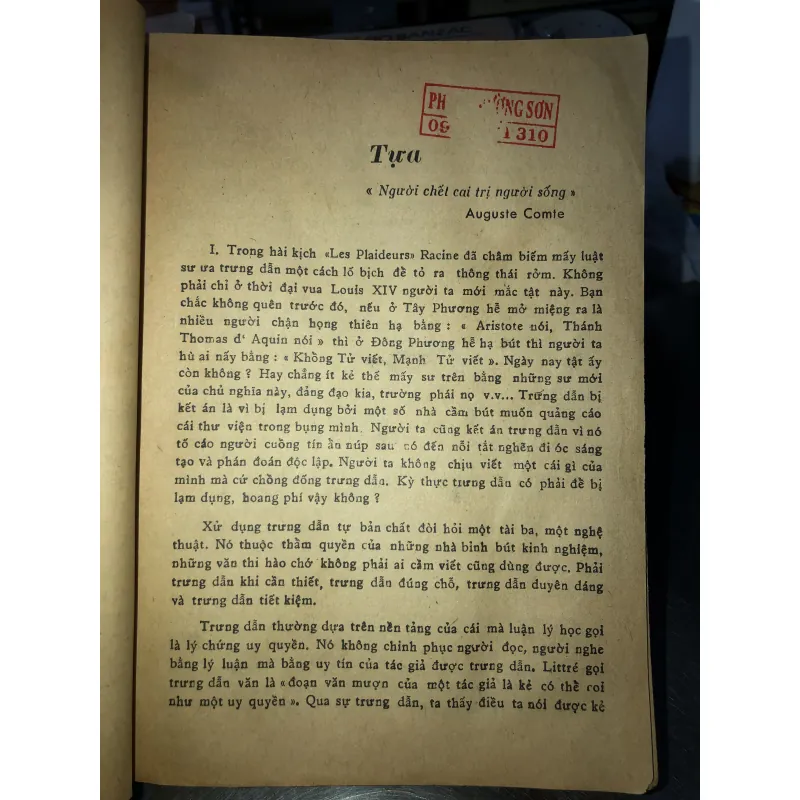 PH NG SƠN
09 1 310
Tựa
« Người chết cai trị người sống »
Auguste Comte
I. Trong hài kịch «Les Plaideurs» Racine đã châm biếm mấy luật
sư ưa trưng dẫn một cách lố bịch để tỏ ra thông thái rởm. Không
phải chỉ ở thời đại vua Louis XIV người ta mới mắc tật này. Bạn
chắc không quên trước đó, nếu ở Tây Phương hễ mở miệng ra là
nhiều người chận họng thiên hạ bằng : « Aristote nói, Thánh
Thomas d' Aquin nói » thì ở Đông Phương hễ hạ bút thì người ta
hù ai nấy bằng : « Khồng Tử viết, Mạnh Tử viết ». Ngày nay tật ấy
còn không ? Hay chẳng ít kẻ thế mấy sư trên bằng những sư mới
của chủ nghĩa này, đảng đạo kia, trường phái nọ v.v... Trưng dẫn bị
kết án là vì bị lạm dụng bởi một số nhà cầm bút muốn quảng cáo
cái thư viện trong bụng mình. Người ta cũng kết án trưng dẫn vì nó
tố cáo người cuồng tín ẩn núp sau nó đến nỗi tắt nghẽn đi óc sáng
tạo và phán đoán độc lập. Người ta không chịu viết một cái gì của
mình mà cứ chồng đống trưng dẫn. Kỳ thực trưng dẫn có phải để bị
lạm dụng, hoang phí vậy không ?
Xử dụng trưng dẫn tự bản chất đòi hỏi một tài ba, một nghệ
thuật. Nó thuộc thẩm quyền của những nhà bỉnh bút kinh nghiệm,
những văn thi hào chớ không phải ai cầm viết cũng dùng được. Phải
trưng dẫn khi cần thiết, trưng dẫn đúng chỗ, trưng dẫn duyên dáng
và trưng dẫn tiết kiệm.
Trưng dẫn thường dựa trên nền tảng của cái mà luận lý học gọi
là lý chứng uy quyền. Nó không chinh phục người đọc, người nghe
bằng lý luận mà bằng uy tín của tác giả được trưng dẫn. Littré gọi
trưng dẫn văn là «đoạn văn mượn của một tác giả là kẻ có thể coi
như một uy quyền ». Qua sự trưng dẫn, ta thấy điều ta nói được kẻ